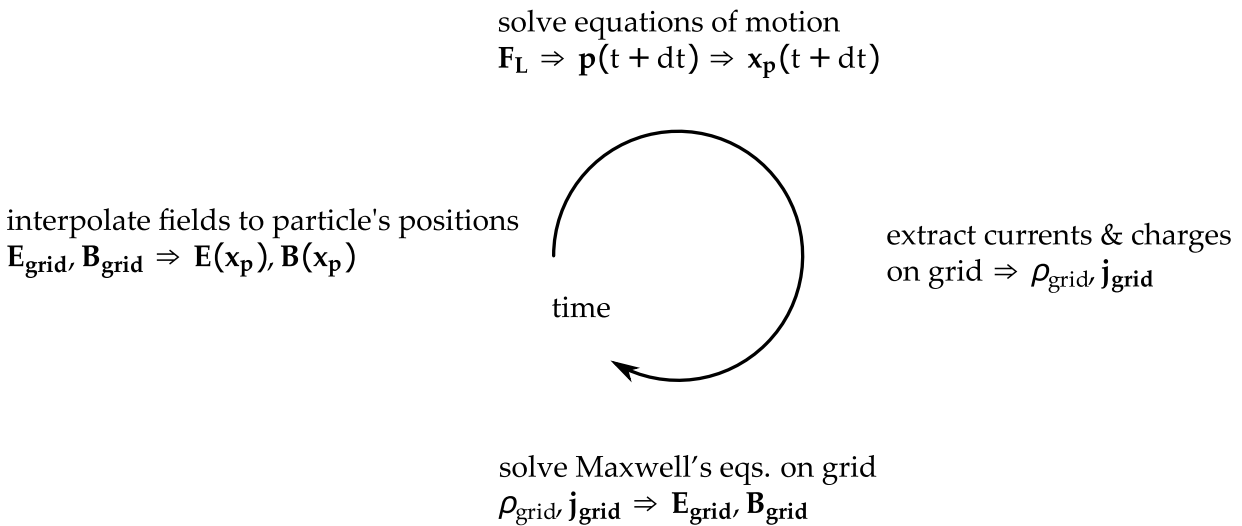 solve equations of motion
F_L ⇒ p(t + dt) ⇒ x_p(t + dt)
interpolate fields to particle's positions
E_grid, B_grid ⇒ E(x_p), B(x_p)
extract currents & charges
on grid ⇒ ρ_grid, j_grid
time
solve Maxwell’s eqs. on grid
ρ_grid, j_grid ⇒ E_grid, B_grid